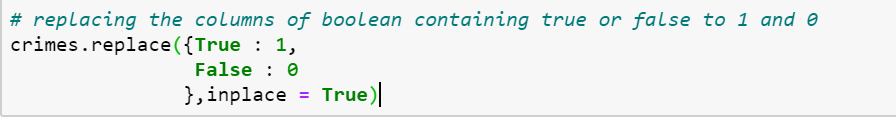 # replacing the columns of boolean containing true or false to 1 and 0
crimes.replace({True : 1,
                False : 0
               },inplace = True)